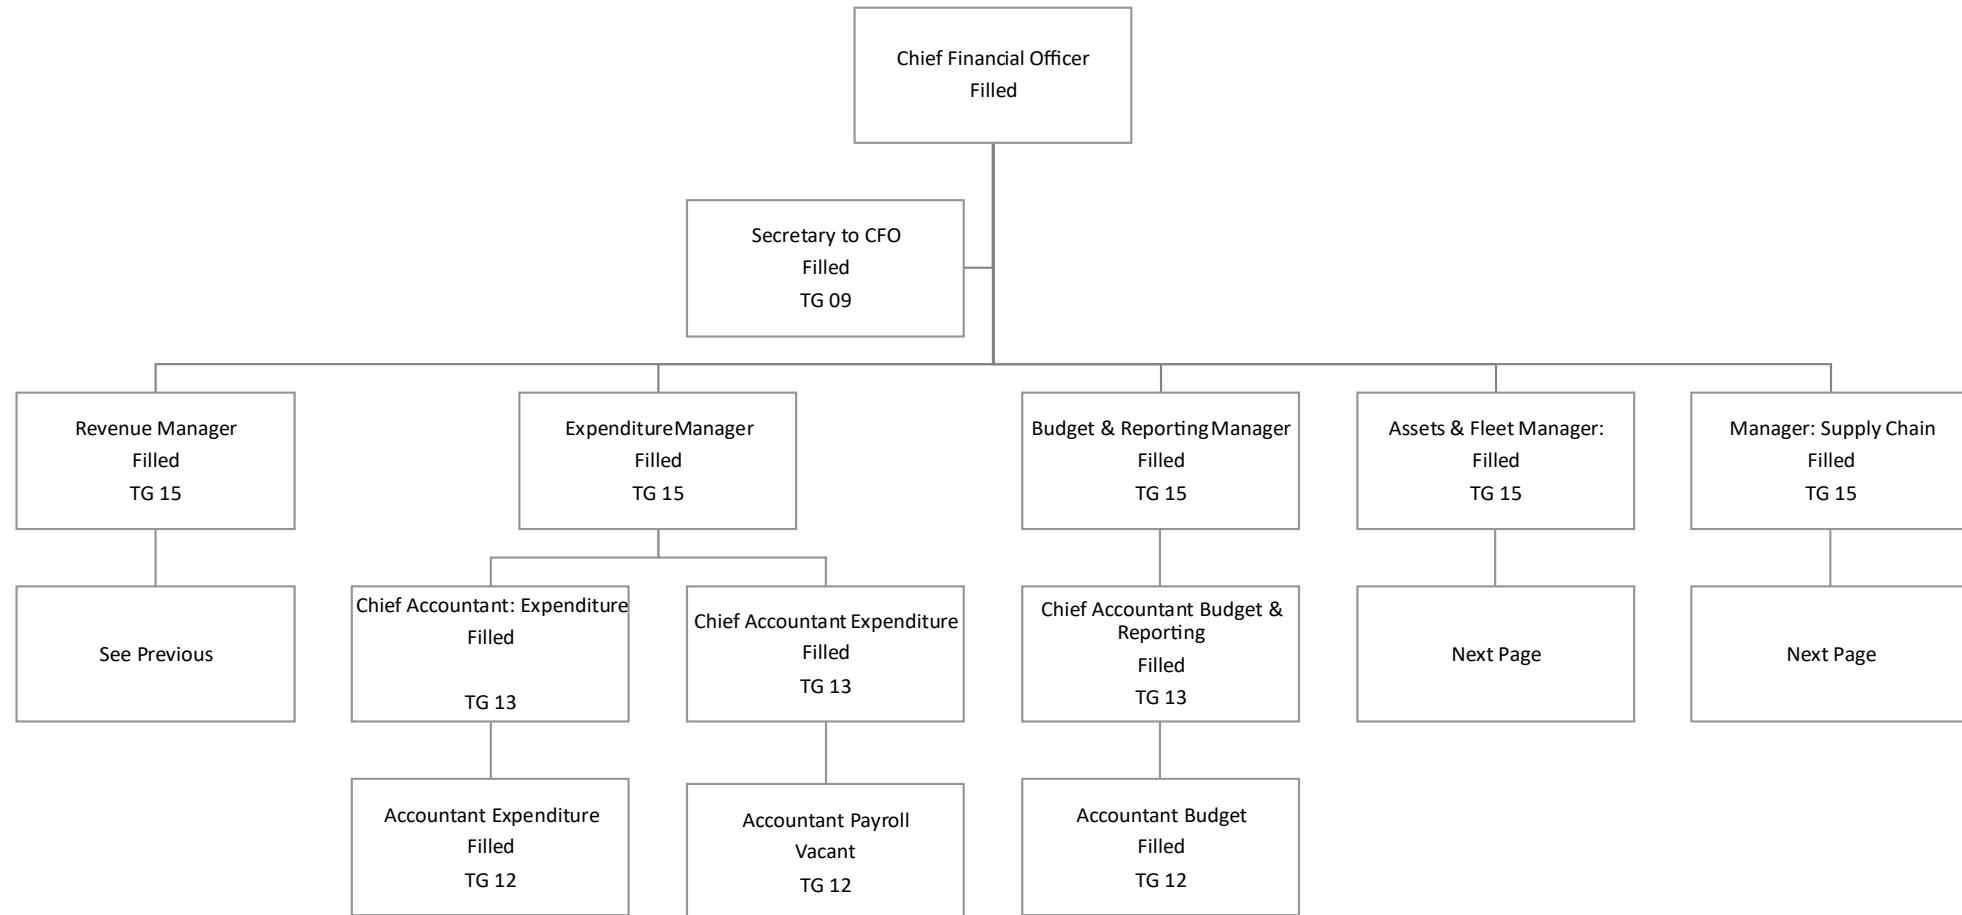 Chief Financial Officer
Filled
Secretary to CFO
Filled
TG 09
Revenue Manager
Filled
TG 15
ExpenditureManager
Filled
TG 15
Budget & Reporting Manager
Filled
TG 15
Assets & Fleet Manager:
Filled
TG 15
Manager: Supply Chain
Filled
TG 15
See Previous
Chief Accountant: Expenditure
Filled
TG 13
Chief Accountant Expenditure
Filled
TG 13
Chief Accountant Budget &
Reporting
Filled
TG 13
Next Page
Next Page
Accountant Expenditure
Filled
TG 12
Accountant Payroll
Vacant
TG 12
Accountant Budget
Filled
TG 12